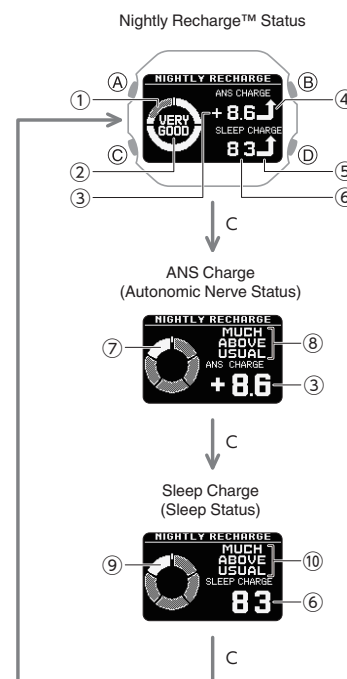 Nightly Recharge™ Status
Ⓐ
Ⓑ
Ⓒ
Ⓓ
NIGHTLY RECHARGE
ANS CHARGE
+8.6
SLEEP CHARGE
83
VERY
GOOD
①
②
③
④
⑤
⑥
C
ANS Charge
(Autonomic Nerve Status)
NIGHTLY RECHARGE
MUCH
ABOVE
USUAL
ANS CHARGE
+8.6
⑦
⑧
③
C
Sleep Charge
(Sleep Status)
NIGHTLY RECHARGE
MUCH
ABOVE
USUAL
SLEEP CHARGE
83
⑨
⑩
⑥
C